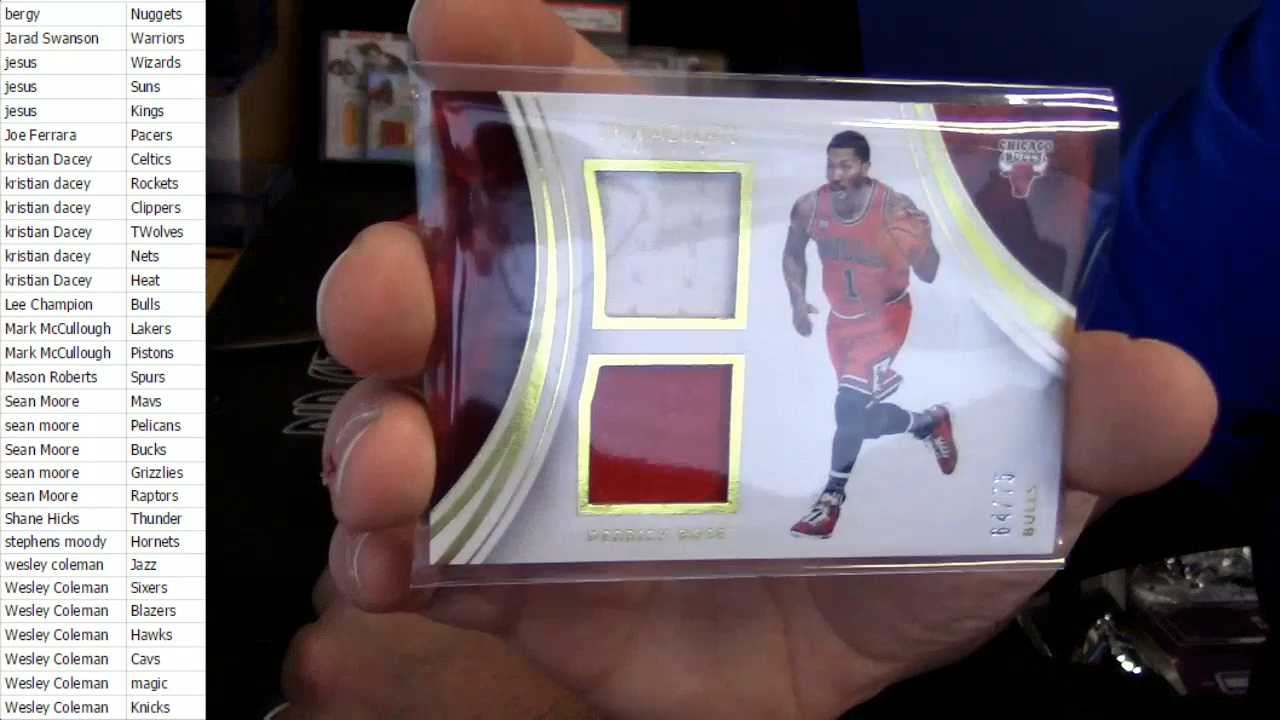 bergy Nuggets
Jarad Swanson Warriors
jesus Wizards
jesus Suns
jesus Kings
Joe Ferrara Pacers
kristian Dacey Celtics
kristian dacey Rockets
kristian dacey Clippers
kristian dacey TWolves
kristian dacey Nets
kristian Dacey Heat
Lee Champion Bulls
Mark McCullough Lakers
Mark McCullough Pistons
Mason Roberts Spurs
Sean Moore Mavs
sean moore Pelicans
Sean Moore Bucks
sean moore Grizzlies
sean Moore Raptors
Shane Hicks Thunder
stephens moody Hornets
wesley coleman Jazz
Wesley Coleman Sixers
Wesley Coleman Blazers
Wesley Coleman Hawks
Wesley Coleman Cavs
Wesley Coleman magic
Wesley Coleman Knicks
CHICAGO
BULLS
BULLS
1
DERRICK ROSE
64/75
BULLS